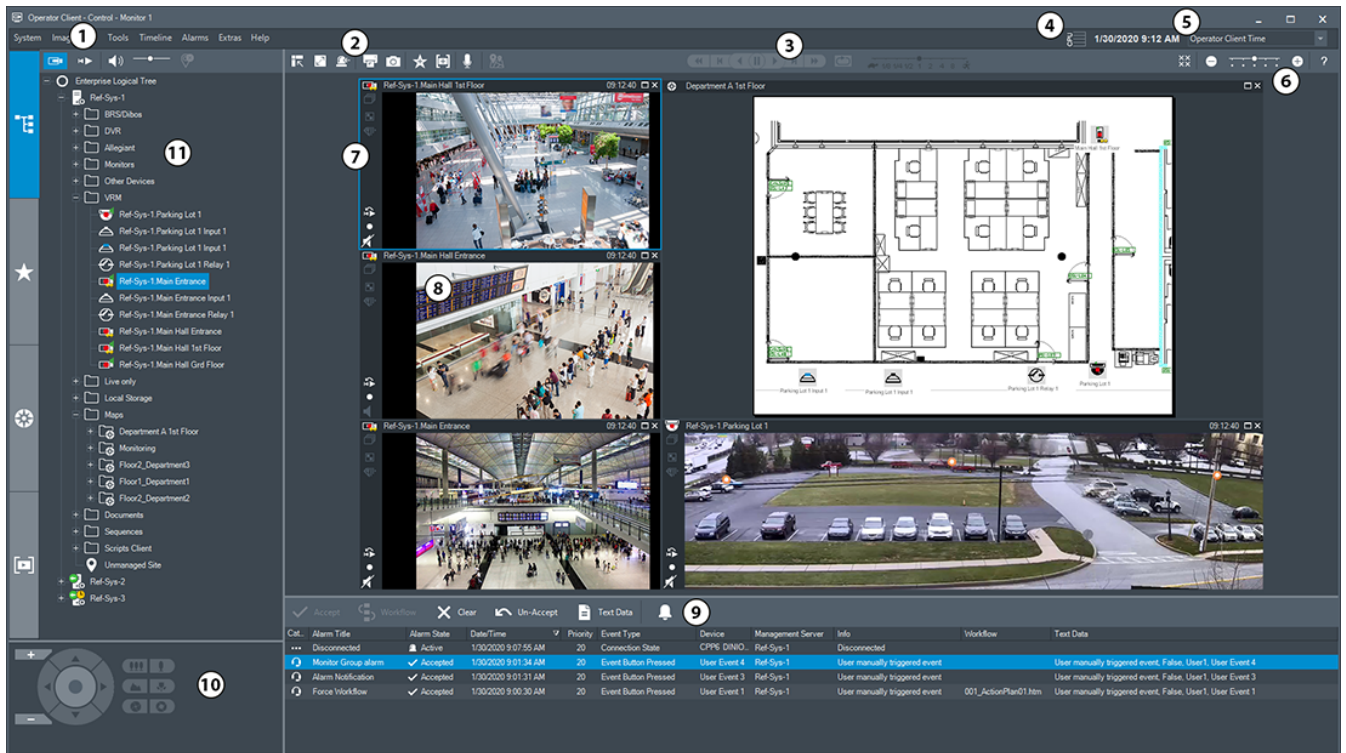 Operator Client - Control - Monitor 1
System Ima 1 Tools Timeline Alarms Extras Help
4
1/30/2020 9:12 AM
5
Operator Client Time
2
3
6
?
Enterprise Logical Tree
Ref-Sys-1
BRS/Dibos
DVR
Allegiant
11
Monitors
Other Devices
VRM
Ref-Sys-1.Parking Lot 1
Ref-Sys-1.Parking Lot 1 Input 1
Ref-Sys-1.Parking Lot 1 Input 1
Ref-Sys-1.Parking Lot 1 Relay 1
Ref-Sys-1.Main Entrance
Ref-Sys-1.Main Entrance Input 1
Ref-Sys-1.Main Entrance Relay 1
Ref-Sys-1.Main Hall Entrance
Ref-Sys-1.Main Hall 1st Floor
Ref-Sys-1.Main Hall Grd Floor
Live only
Local Storage
Maps
Department A 1st Floor
Monitoring
Floor2_Department3
Floor1_Department1
Floor2_Department2
Documents
Sequences
Scripts Client
Unmanaged Site
Ref-Sys-2
Ref-Sys-3
10
Ref-Sys-1.Main Hall 1st Floor 09:12:40
7
Ref-Sys-1.Main Hall Entrance 09:12:40
8
Ref-Sys-1.Main Entrance 09:12:40
Department A 1st Floor
Main Hall 1st Floor
Parking Lot 1 Input 1
Parking Lot 1 Input 1
Parking Lot 1 Relay 1
Parking Lot 1
Ref-Sys-1.Parking Lot 1 09:12:40
Accept Workflow Clear Un-Accept Text Data 9
Cat... Alarm Title Alarm State Date/Time Priority Event Type Device Management Server Info Workflow Text Data
Disconnected Active 1/30/2020 9:07:55 AM 20 Connection State CPP6 DINIO... Ref-Sys-1 Disconnected
Monitor Group alarm Accepted 1/30/2020 9:01:34 AM 20 Event Button Pressed User Event 4 Ref-Sys-1 User manually triggered event User manually triggered event, False, User1, User Event 4
Alarm Notification Accepted 1/30/2020 9:01:31 AM 20 Event Button Pressed User Event 3 Ref-Sys-1 User manually triggered event User manually triggered event, False, User1, User Event 3
Force Workflow Accepted 1/30/2020 9:00:30 AM 20 Event Button Pressed User Event 1 Ref-Sys-1 User manually triggered event 001_ActionPlan01.htm User manually triggered event, False, User1, User Event 1